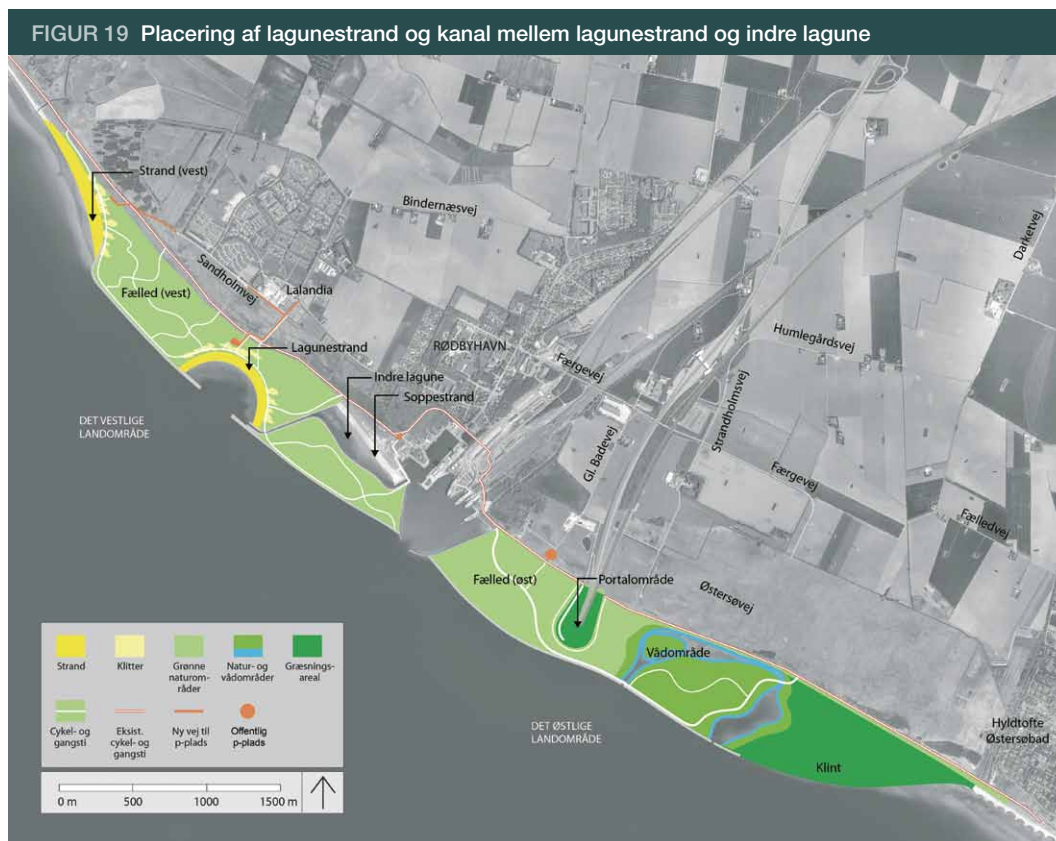 FIGUR 19 Placering af lagunestrand og kanal mellem lagunestrand og indre lagune
Strand (vest)
Bindernæsvej
Darketvej
Sandholmvej
Fælled (vest)
Lalandia
Humlegårdsvej
Lagunestrand
RØDBYHAVN
Færgevej
Indre lagune
Soppestrand
Strandholmsvej
DET VESTLIGE
LANDOMRÅDE
Gl. Badevej
Færgevej
Fælledvej
Fælled (øst)
Portalområde
Østersøvej
Vådområde
DET ØSTLIGE
LANDOMRÅDE
Hyldtofte
Østersøbad
Klint
Strand
Klitter
Grønne
naturom-
råder
Natur- og
vådområder
Græsnings-
areal
Cykel- og
gangsti
Eksist.
cykel- og
gangsti
Ny vej til
p-plads
Offentlig
p-plads
0 m 500 1000 1500 m